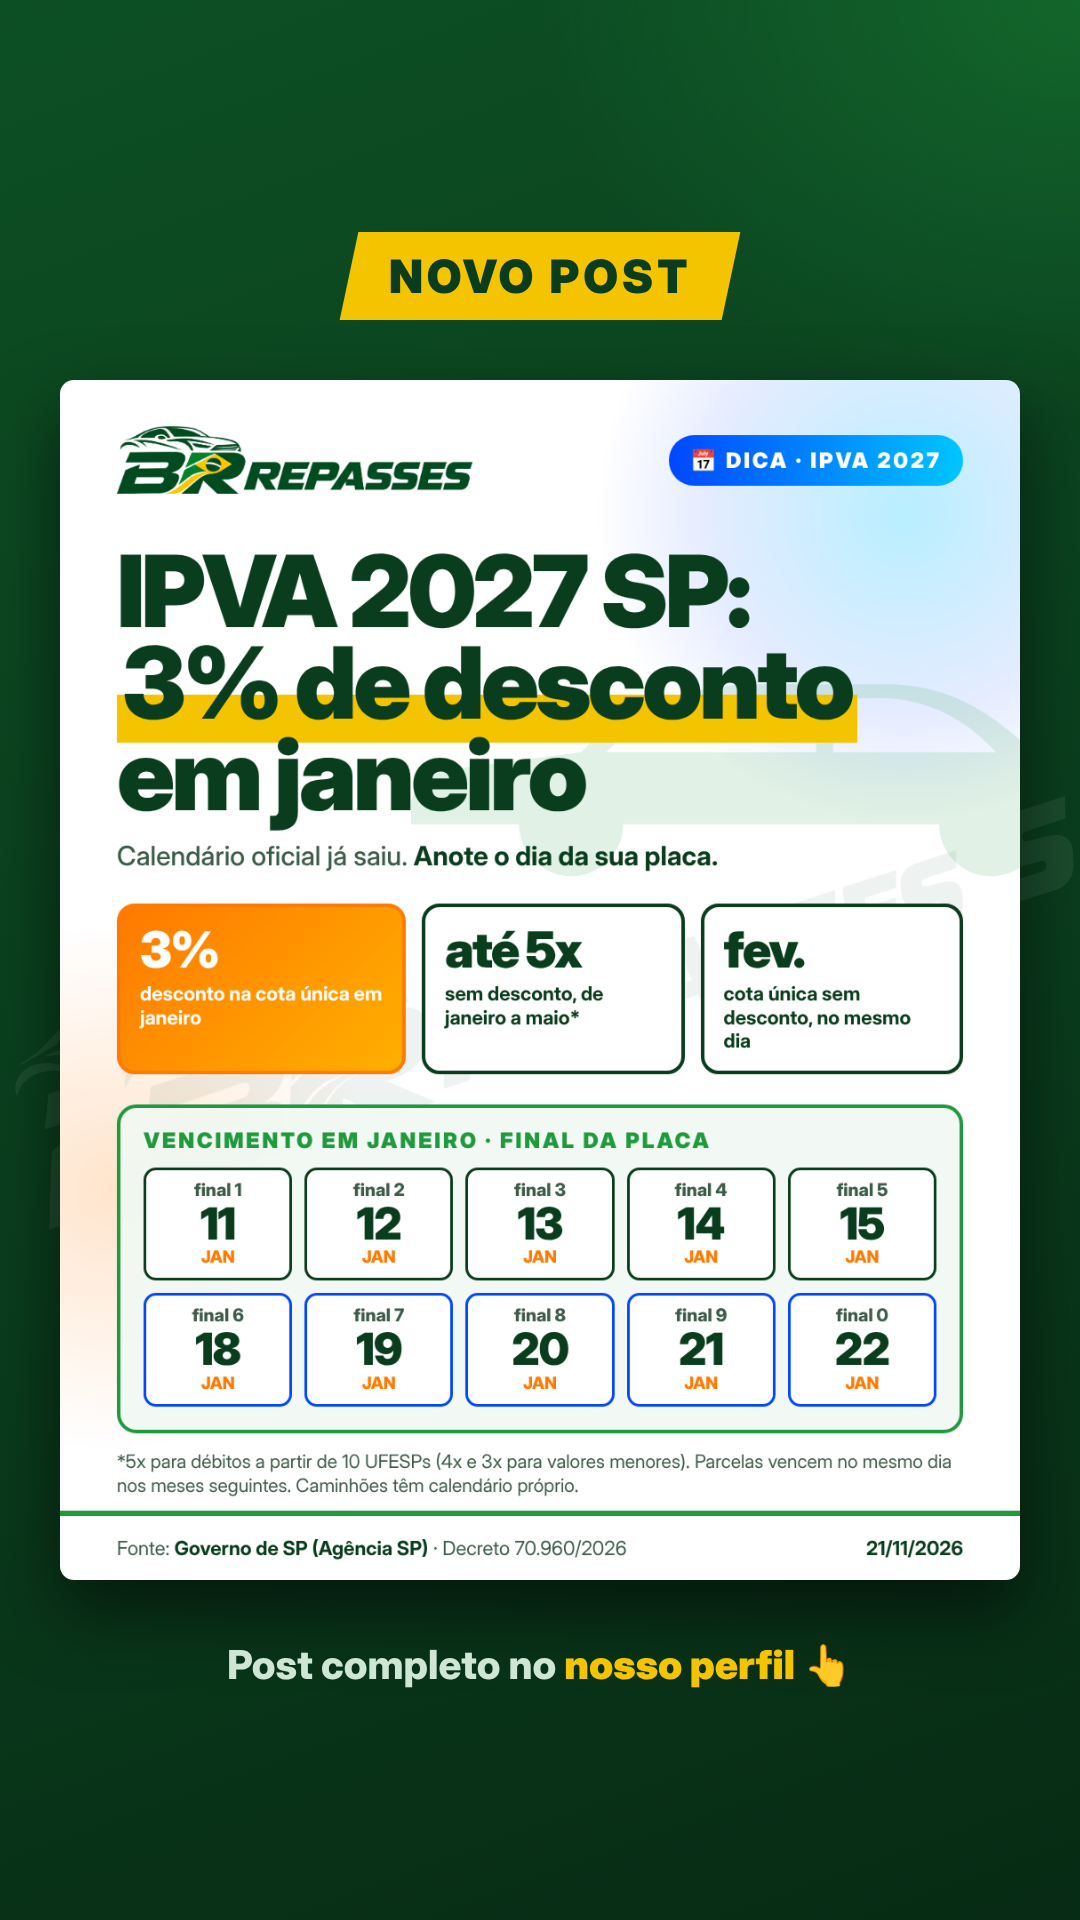 NOVO POST
BR REPASSES
📅 DICA · IPVA 2027
IPVA 2027 SP:
3% de desconto
em janeiro
Calendário oficial já saiu. Anote o dia da sua placa.
3%
desconto na cota única em
janeiro
até 5x
sem desconto, de
janeiro a maio*
fev.
cota única sem
desconto, no mesmo
dia
VENCIMENTO EM JANEIRO · FINAL DA PLACA
final 1
11
JAN
final 2
12
JAN
final 3
13
JAN
final 4
14
JAN
final 5
15
JAN
final 6
18
JAN
final 7
19
JAN
final 8
20
JAN
final 9
21
JAN
final 0
22
JAN
*5x para débitos a partir de 10 UFESPs (4x e 3x para valores menores). Parcelas vencem no mesmo dia
nos meses seguintes. Caminhões têm calendário próprio.
Fonte: Governo de SP (Agência SP) · Decreto 70.960/2026
21/11/2026
Post completo no nosso perfil 👆